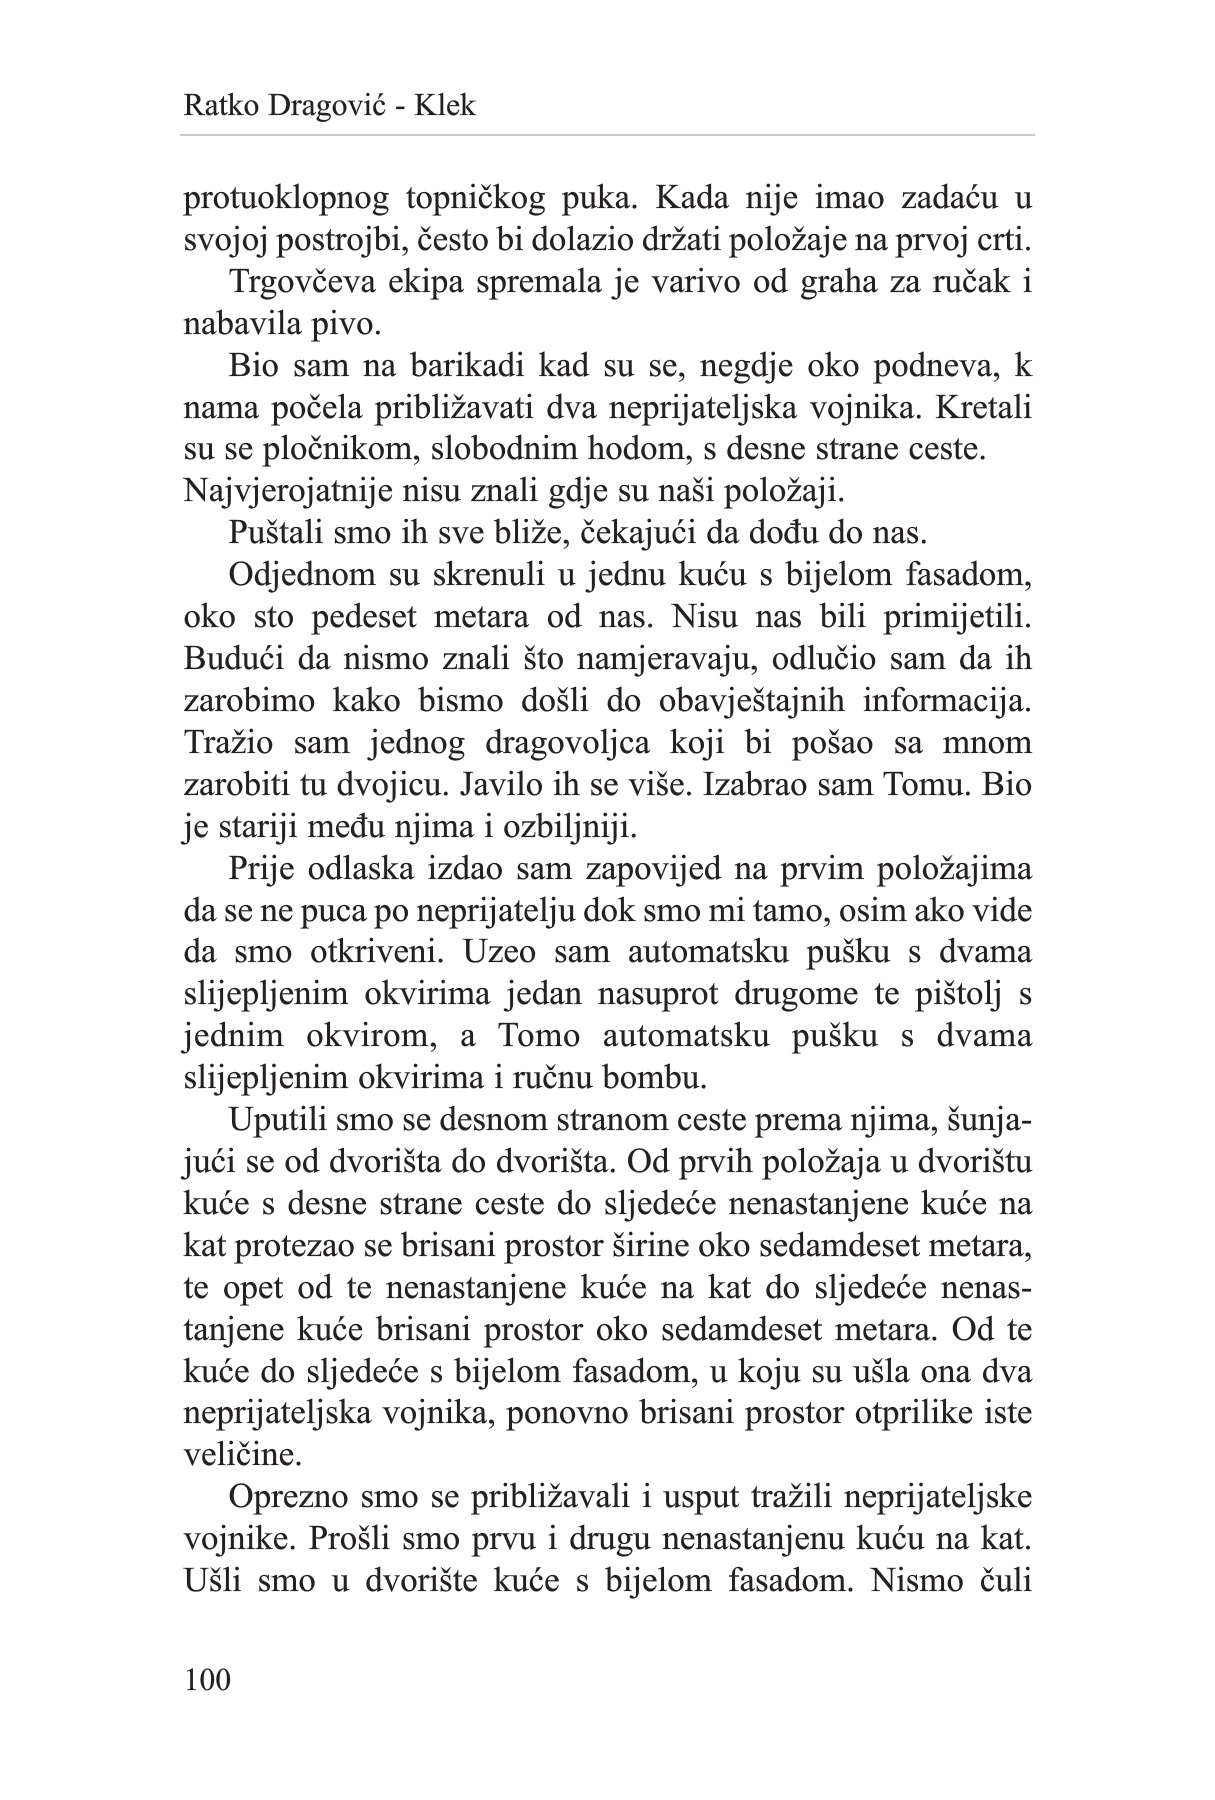 Ratko Dragović - Klek
protuoklopnog topničkog puka. Kada nije imao zadaću u
svojoj postrojbi, često bi dolazio držati položaje na prvoj crti.
Trgovčeva ekipa spremala je varivo od graha za ručak i
nabavila pivo.
Bio sam na barikadi kad su se, negdje oko podneva, k
nama počela približavati dva neprijateljska vojnika. Kretali
su se pločnikom, slobodnim hodom, s desne strane ceste.
Najvjerojatnije nisu znali gdje su naši položaji.
Puštali smo ih sve bliže, čekajući da dođu do nas.
Odjednom su skrenuli u jednu kuću s bijelom fasadom,
oko sto pedeset metara od nas. Nisu nas bili primijetili.
Budući da nismo znali što namjeravaju, odlučio sam da ih
zarobimo kako bismo došli do obavještajnih informacija.
Tražio sam jednog dragovoljca koji bi pošao sa mnom
zarobiti tu dvojicu. Javilo ih se više. Izabrao sam Tomu. Bio
je stariji među njima i ozbiljniji.
Prije odlaska izdao sam zapovijed na prvim položajima
da se ne puca po neprijatelju dok smo mi tamo, osim ako vide
da smo otkriveni. Uzeo sam automatsku pušku s dvama
slijepljenim okvirima jedan nasuprot drugome te pištolj s
jednim okvirom, a Tomo automatsku pušku s dvama
slijepljenim okvirima i ručnu bombu.
Uputili smo se desnom stranom ceste prema njima, šunja-
jući se od dvorišta do dvorišta. Od prvih položaja u dvorištu
kuće s desne strane ceste do sljedeće nenastanjene kuće na
kat protezao se brisani prostor širine oko sedamdeset metara,
te opet od te nenastanjene kuće na kat do sljedeće nenas-
tanjene kuće brisani prostor oko sedamdeset metara. Od te
kuće do sljedeće s bijelom fasadom, u koju su ušla ona dva
neprijateljska vojnika, ponovno brisani prostor otprilike iste
veličine.
Oprezno smo se približavali i usput tražili neprijateljske
vojnike. Prošli smo prvu i drugu nenastanjenu kuću na kat.
Ušli smo u dvorište kuće s bijelom fasadom. Nismo čuli
100